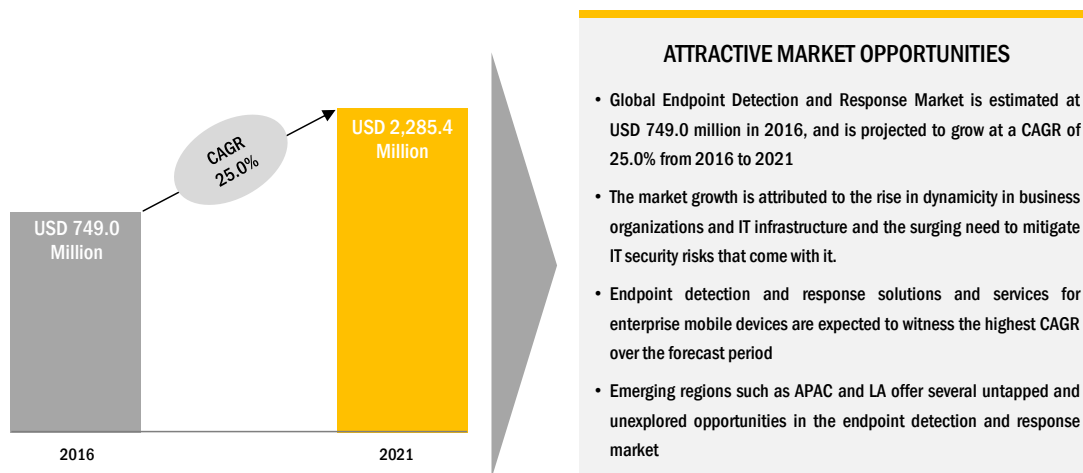 USD 749.0
Million
2016
CAGR
25.0%
USD 2,285.4
Million
2021
ATTRACTIVE MARKET OPPORTUNITIES
• Global Endpoint Detection and Response Market is estimated at
USD 749.0 million in 2016, and is projected to grow at a CAGR of
25.0% from 2016 to 2021
• The market growth is attributed to the rise in dynamicity in business
organizations and IT infrastructure and the surging need to mitigate
IT security risks that come with it.
• Endpoint detection and response solutions and services for
enterprise mobile devices are expected to witness the highest CAGR
over the forecast period
• Emerging regions such as APAC and LA offer several untapped and
unexplored opportunities in the endpoint detection and response
market